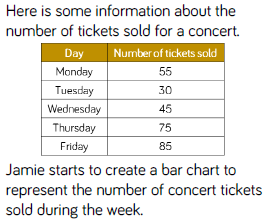 Here is some information about the
number of tickets sold for a concert.
Day Number of tickets sold
Monday 55
Tuesday 30
Wednesday 45
Thursday 75
Friday 85
Jamie starts to create a bar chart to
represent the number of concert tickets
sold during the week.